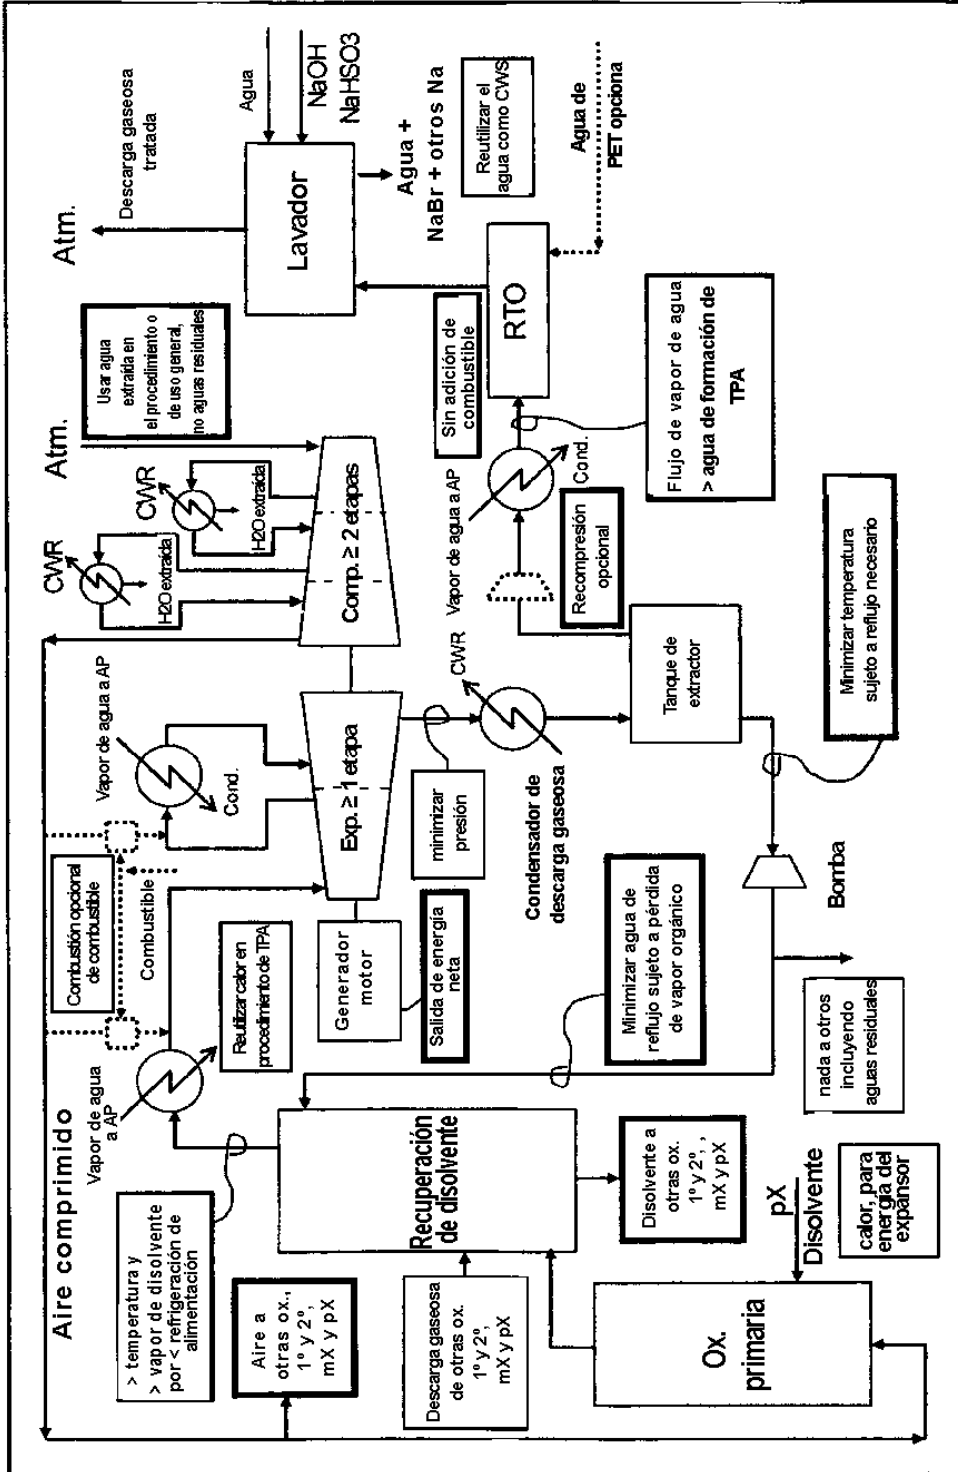 Aire comprimido
Combustión opcional
de combustible
Combustible
Vapor de agua a AP
Cond.
CWR
H2O extraída
CWR
H2O extraída
Atm.
Usar agua
extraída en
el procedimiento o
de uso general,
no aguas residuales
Atm.
Descarga gaseosa
tratada
Agua
NaOH
NaHSO3
Lavador
Agua +
NaBr + otros Na
Reutilizar el
agua como CWS
> temperatura y
> vapor de disolvente
por < refrigeración de
alimentación
Vapor de agua
a AP
Reutilizar calor en
procedimiento de TPA
Generador
motor
Salida de energía
neta
Exp. ≥ 1 etapa
Comp. ≥ 2 etapas
minimizar
presión
CWR
Condensador de
descarga gaseosa
Vapor de agua a AP
Cond.
Sin adición de
combustible
RTO
Agua de
PET opciona
Recompresión
opcional
Tanque de
extractor
Flujo de vapor de agua
> agua de formación de
TPA
Aire a
otras ox.,
1º y 2º,
mX y pX
Descarga gaseosa
de otras ox.
1º y 2º,
mX y pX
Recuperación
de disolvente
Minimizar agua de
reflujo sujeto a pérdida
de vapor orgánico
Minimizar temperatura
sujeto a reflujo necesario
Bomba
nada a otros
incluyendo
aguas residuales
Disolvente a
otras ox.
1º y 2º, ,
mX y pX
Ox.
primaria
pX
Disolvente
calor, para
energía del
expansor